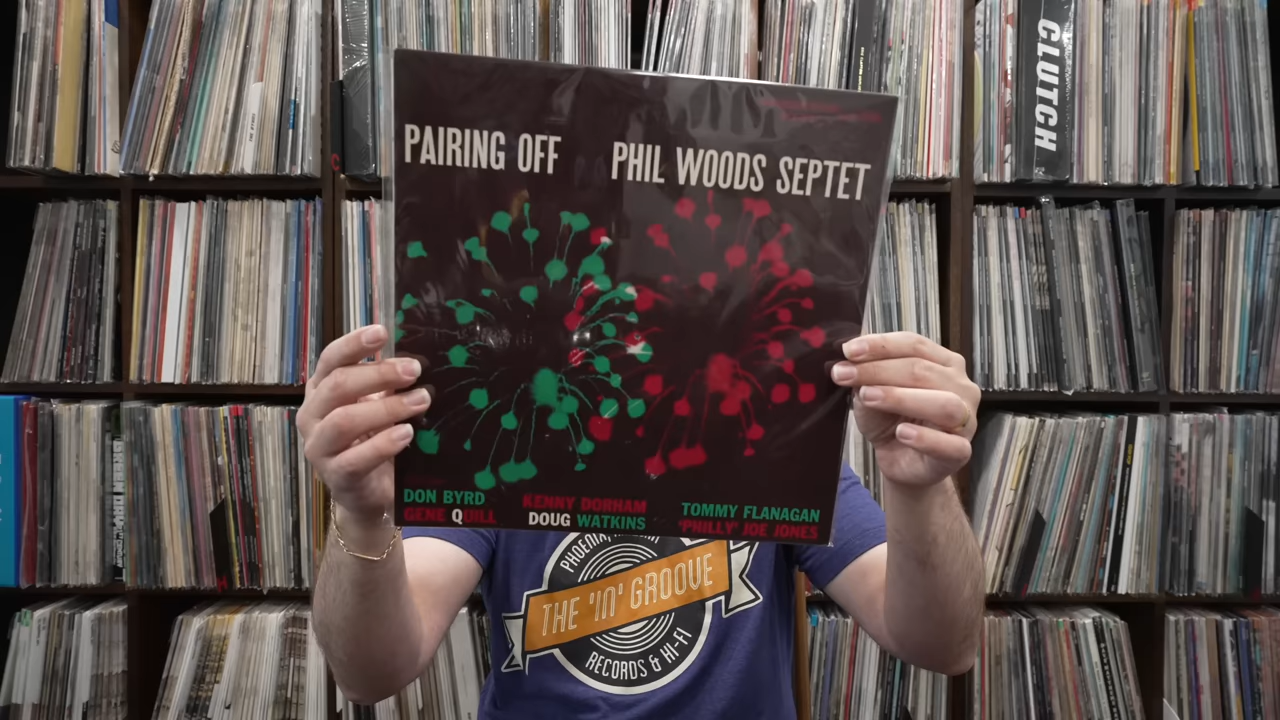 CLUTCH
PAIRING OFF PHIL WOODS SEPTET
DON BYRD KENNY DORHAM TOMMY FLANAGAN
GENE QUILL DOUG WATKINS 'PHILLY' JOE JONES
PHOENIX,
THE 'IN' GROOVE
RECORDS & HI-FI